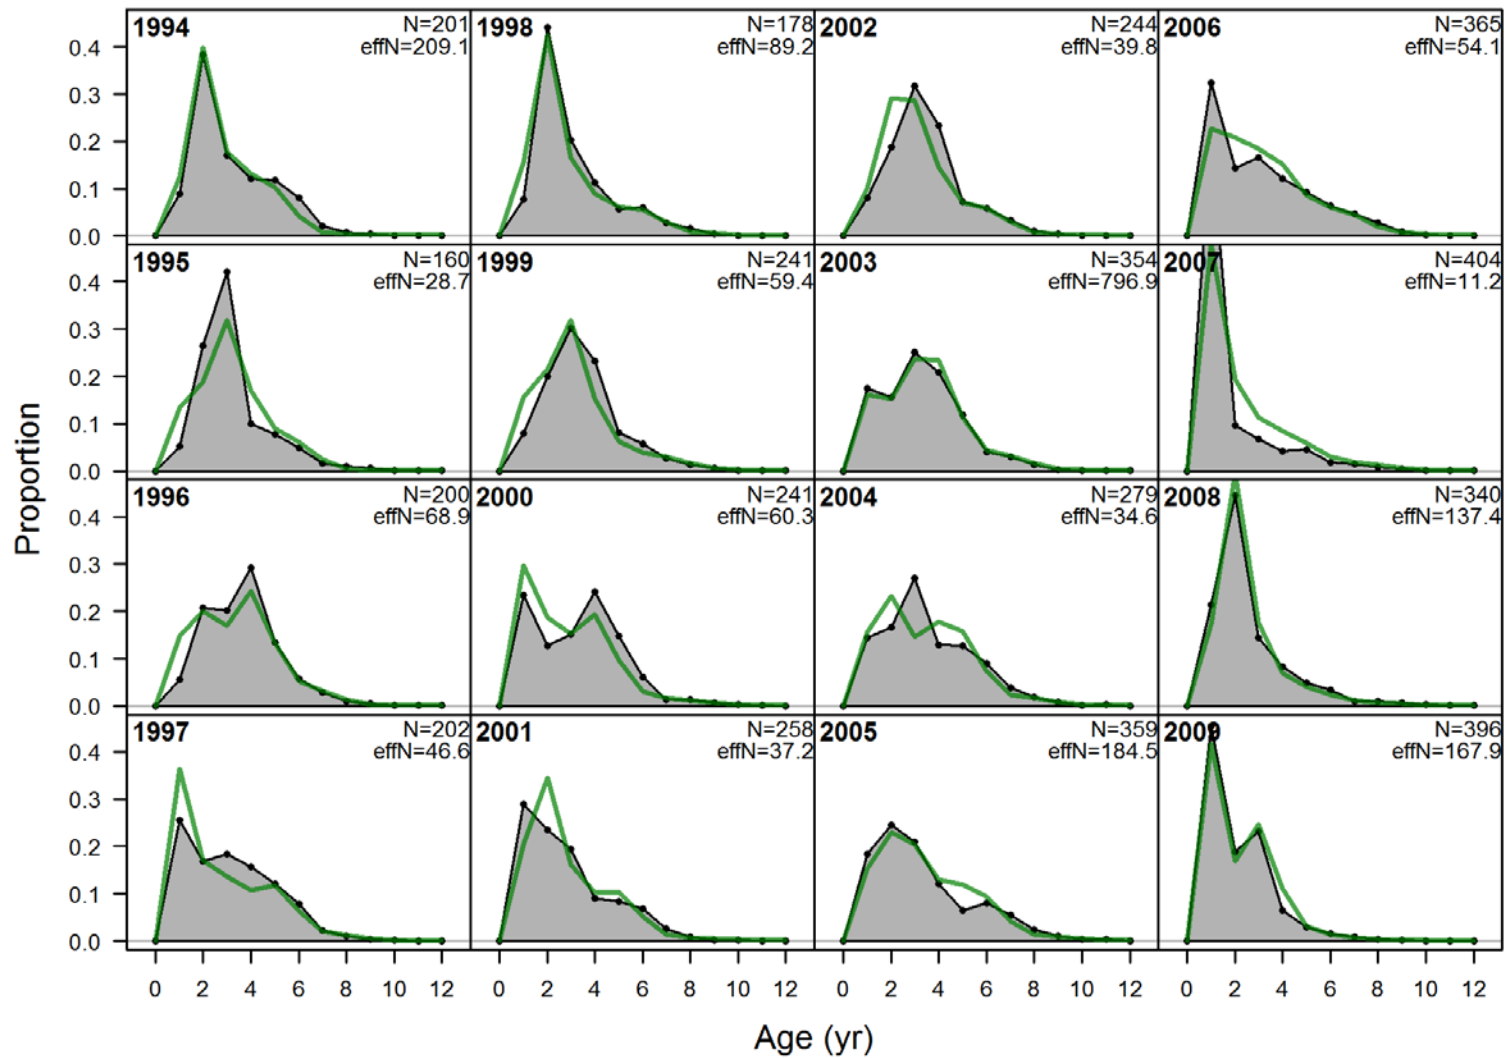 1994
N=201
effN=209.1
1998
N=178
effN=89.2
2002
N=244
effN=39.8
2006
N=365
effN=54.1
0.4
0.3
0.2
0.1
0.0
1995
N=160
effN=28.7
1999
N=241
effN=59.4
2003
N=354
effN=796.9
2007
N=404
effN=11.2
0.4
0.3
0.2
0.1
0.0
1996
N=200
effN=68.9
2000
N=241
effN=60.3
2004
N=279
effN=34.6
2008
N=340
effN=137.4
0.4
0.3
0.2
0.1
0.0
1997
N=202
effN=46.6
2001
N=258
effN=37.2
2005
N=359
effN=184.5
2009
N=396
effN=167.9
0.4
0.3
0.2
0.1
0.0
Proportion
0 2 4 6 8 10 12 0 2 4 6 8 10 12 0 2 4 6 8 10 12 0 2 4 6 8 10 12
Age (yr)